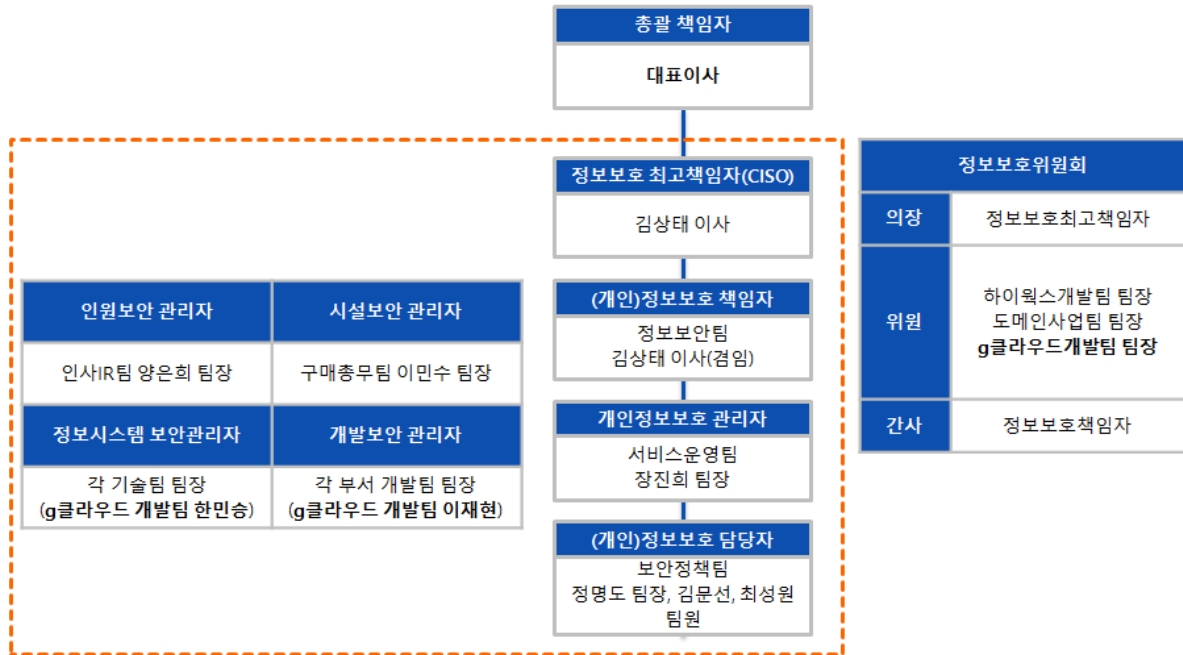 총괄 책임자
대표이사
정보보호 최고책임자(CISO)
김상태 이사
(개인)정보보호 책임자
정보보안팀
김상태 이사(겸임)
개인정보보호 관리자
서비스운영팀
장진희 팀장
(개인)정보보호 담당자
보안정책팀
정명도 팀장, 김문선, 최성원
팀원
인원보안 관리자
시설보안 관리자
인사IR팀 양은희 팀장
구매총무팀 이민수 팀장
정보시스템 보안관리자
개발보안 관리자
각 기술팀 팀장
(g클라우드 개발팀 한민승)
각 부서 개발팀 팀장
(g클라우드 개발팀 이재현)
정보보호위원회
의장
정보보호최고책임자
위원
하이웍스개발팀 팀장
도메인사업팀 팀장
g클라우드개발팀 팀장
간사
정보보호책임자